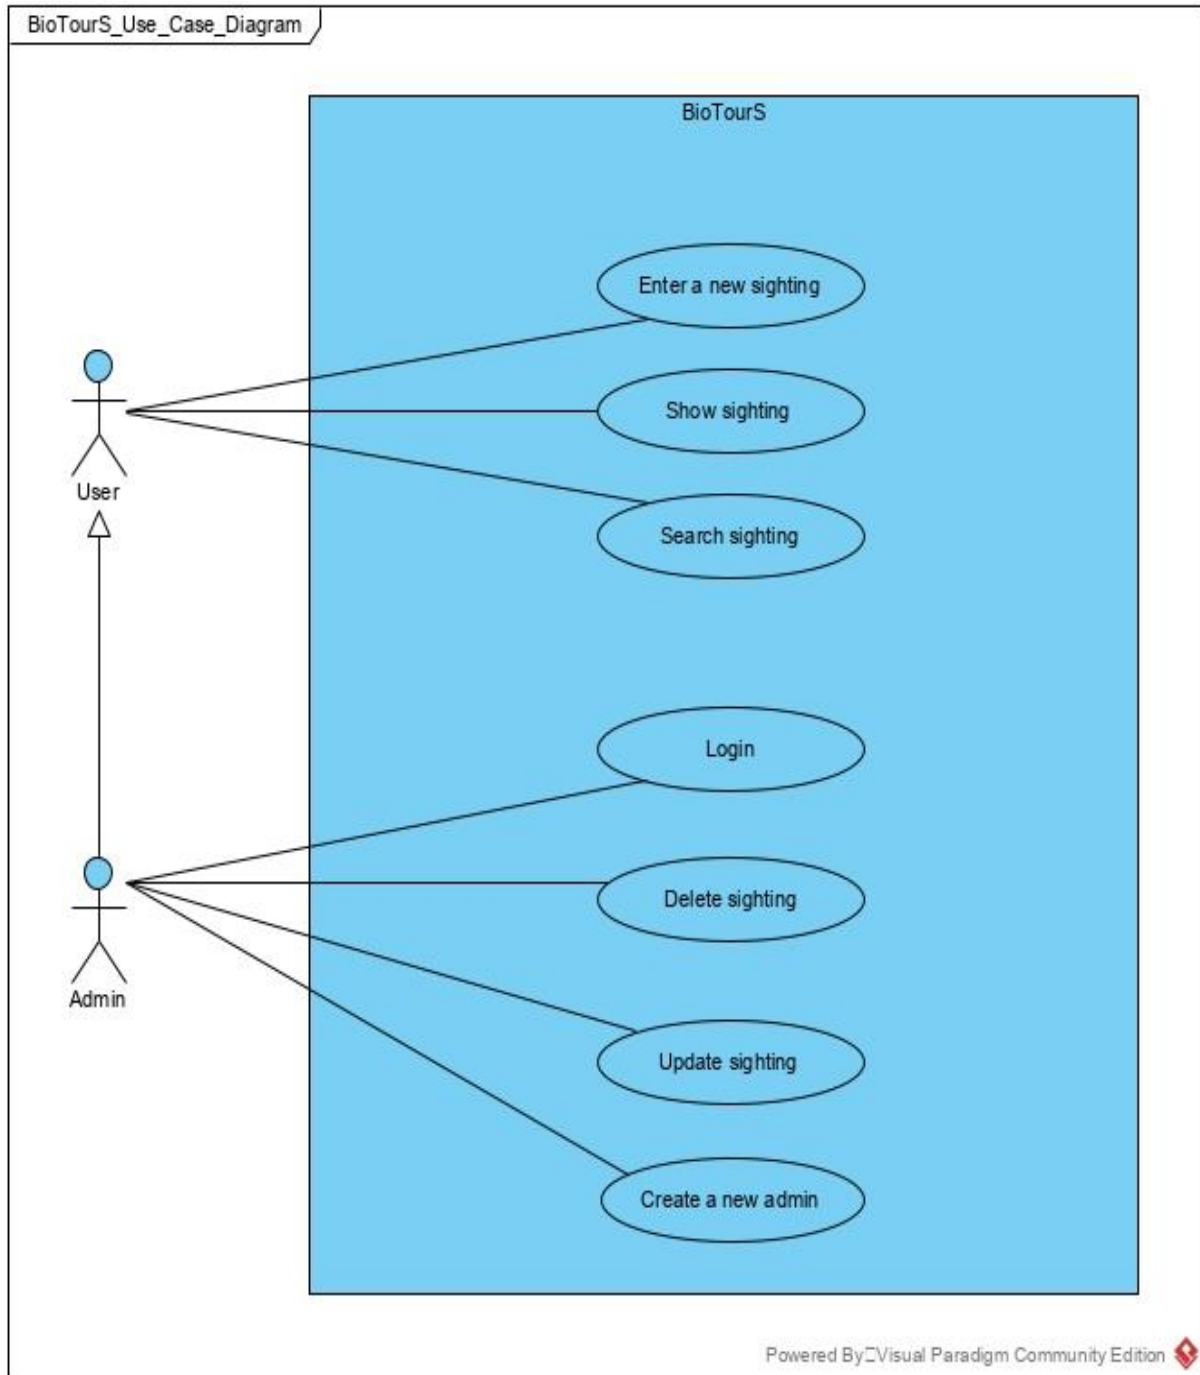 BioTourS_Use_Case_Diagram
BioTourS
Enter a new sighting
Show sighting
User
Search sighting
Login
Delete sighting
Admin
Update sighting
Create a new admin
Powered By□Visual Paradigm Community Edition